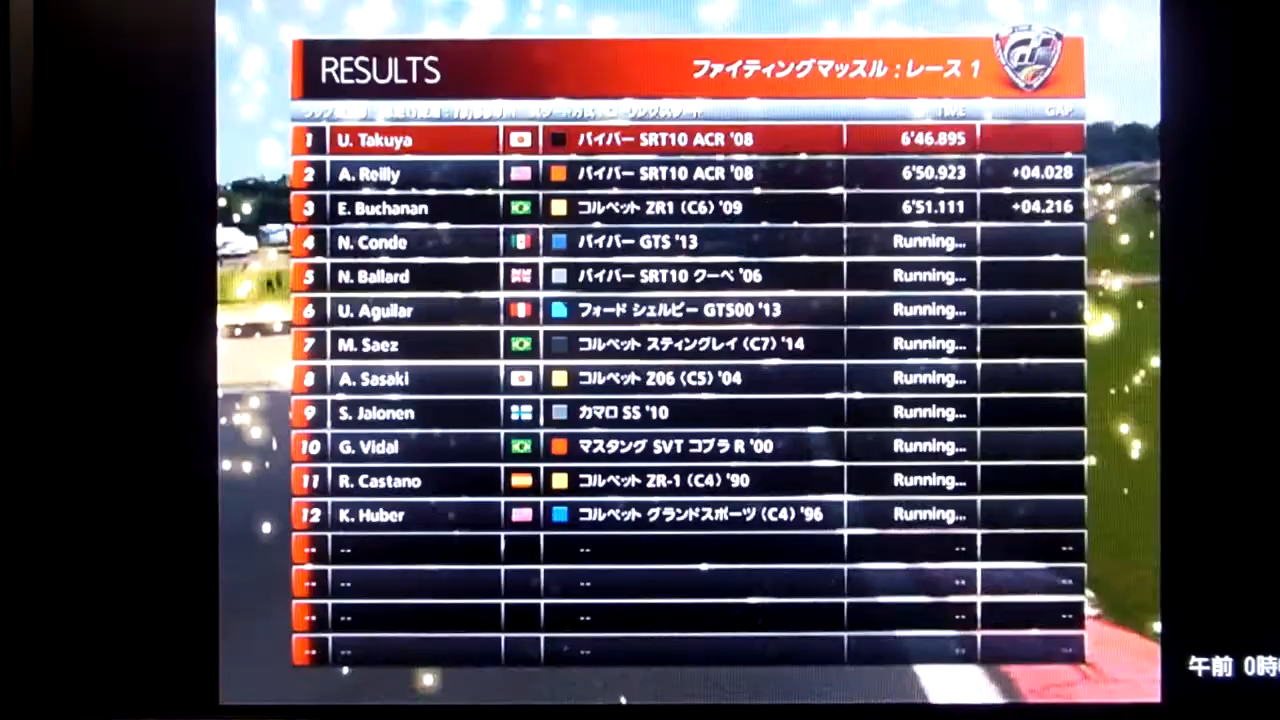 RESULTS
ファイティングマッスル : レース 1
TIME GAP
1 U. Takuya バイパー SRT10 ACR '08 6'46.895
2 A. Reilly バイパー SRT10 ACR '08 6'50.923 +04.028
3 E. Buchanan コルベット ZR1 (C6) '09 6'51.111 +04.216
4 N. Conde バイパー GTS '13 Running...
5 N. Ballard バイパー SRT10 クーペ '06 Running...
6 U. Aguilar フォード シェルビー GT500 '13 Running...
7 M. Saez コルベット スティングレイ (C7) '14 Running...
8 A. Sasaki コルベット Z06 (C5) '04 Running...
9 S. Jalonen カマロ SS '10 Running...
10 G. Vidal マスタング SVT コブラ R '00 Running...
11 R. Castano コルベット ZR-1 (C4) '90 Running...
12 K. Huber コルベット グランドスポーツ (C4) '96 Running...
-- -- -- -- --
-- -- -- -- --
-- -- -- -- --
-- -- -- -- --
午前 0時